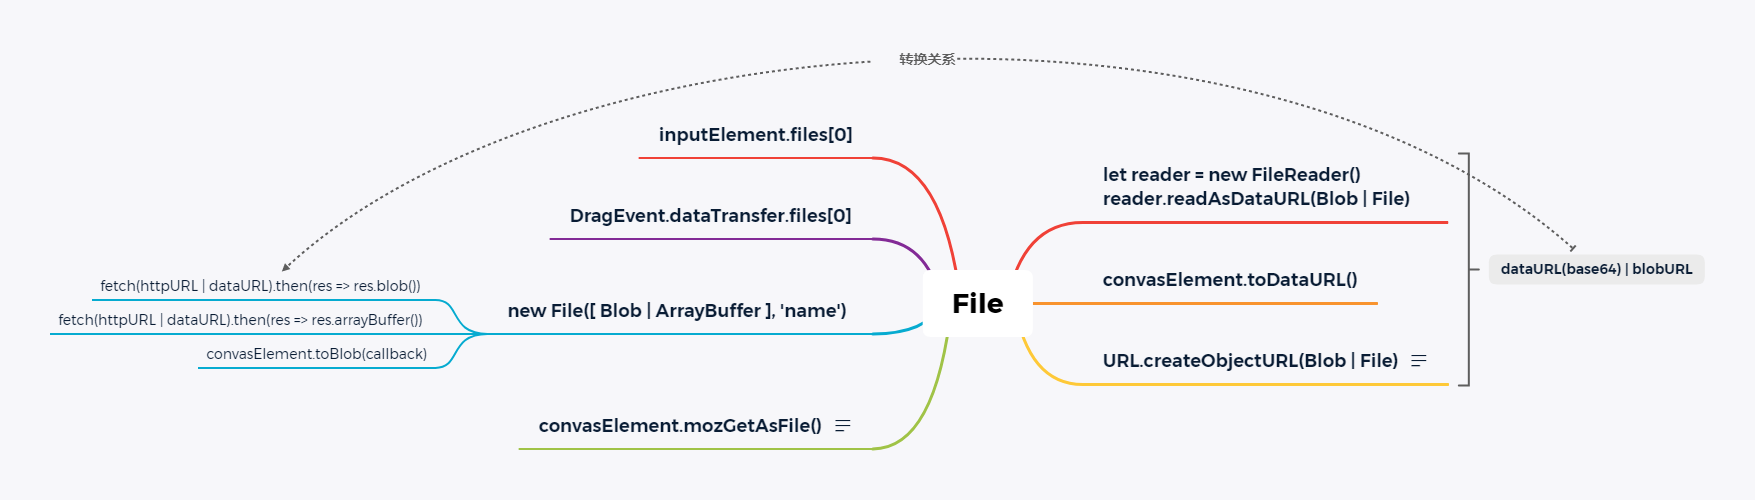 转换关系
inputElement.files[0]
DragEvent.dataTransfer.files[0]
fetch(httpURL | dataURL).then(res => res.blob())
fetch(httpURL | dataURL).then(res => res.arrayBuffer())
convasElement.toBlob(callback)
new File([ Blob | ArrayBuffer ], 'name')
convasElement.mozGetAsFile()
File
let reader = new FileReader()
reader.readAsDataURL(Blob | File)
convasElement.toDataURL()
URL.createObjectURL(Blob | File)
dataURL(base64) | blobURL